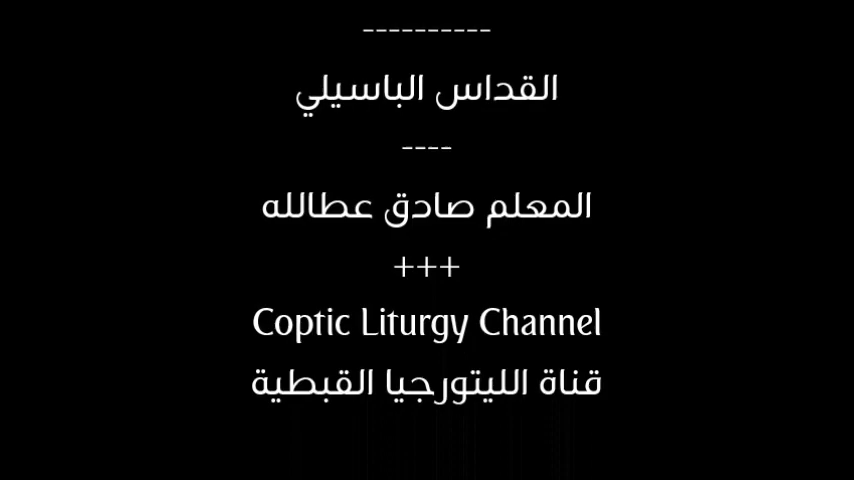 ----------
القداس الباسيلي
----
المعلم صادق عطالله
+++
Coptic Liturgy Channel
قناة الليتورجيا القبطية